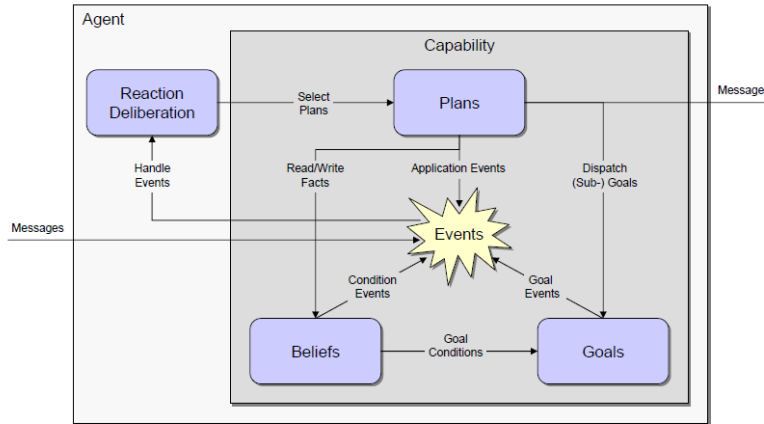 Agent
Capability
Reaction
Deliberation
Select
Plans
Plans
Message
Handle
Events
Read/Write
Facts
Application Events
Dispatch
(Sub-) Goals
Messages
Events
Condition
Events
Goal
Events
Beliefs
Goal
Conditions
Goals